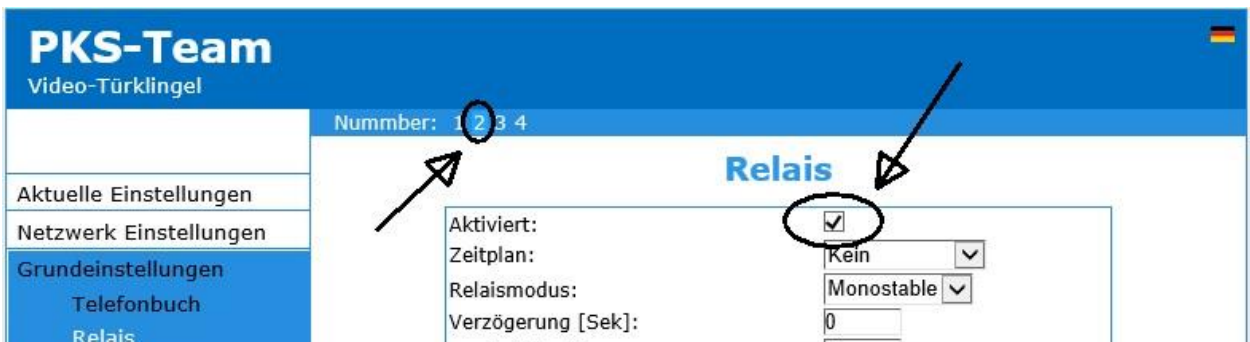 PKS-Team
Video-Türklingel
Nummber: 1 2 3 4
Relais
Aktuelle Einstellungen
Netzwerk Einstellungen
Grundeinstellungen
Telefonbuch
Relais
Aktiviert:
Zeitplan: Kein
Relaismodus: Monostable
Verzögerung [Sek]: 0